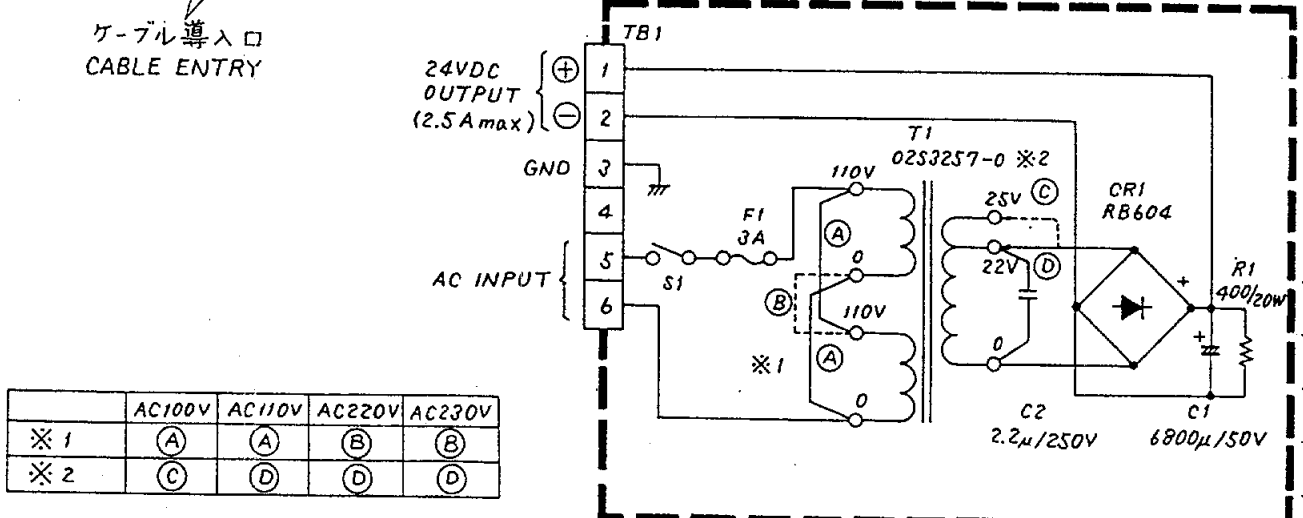 ケーブル導入口
CABLE ENTRY
TB1
24VDC
OUTPUT
(2.5A max)
⊕
⊖
1
2
3
4
5
6
GND
AC INPUT
S1
F1
3A
110V
0
110V
0
Ⓐ
Ⓑ
Ⓐ
※1
T1
02S3257-0 ※2
25V Ⓒ
22V Ⓓ
0
CR1
RB604
+
R1
400/20W
+
C2
2.2μ/250V
C1
6800μ/50V
AC100V AC110V AC220V AC230V
※1 Ⓐ Ⓐ Ⓑ Ⓑ
※2 Ⓒ Ⓓ Ⓓ Ⓓ